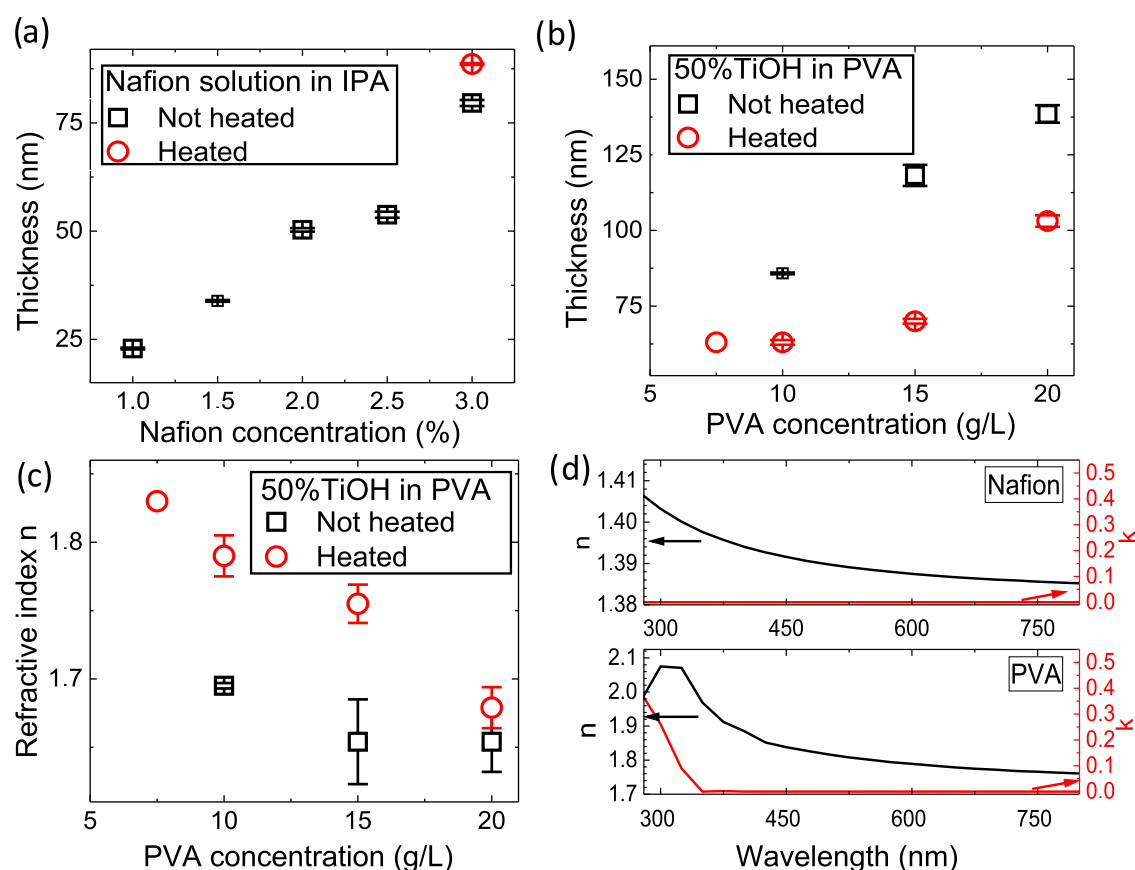 (a)
Nafion solution in IPA
Not heated
Heated
75
50
25
1.0 1.5 2.0 2.5 3.0
Thickness (nm)
Nafion concentration (%)
(b)
50%TiOH in PVA
Not heated
Heated
150
125
100
75
5 10 15 20
Thickness (nm)
PVA concentration (g/L)
(c)
50%TiOH in PVA
Not heated
Heated
1.8
1.7
5 10 15 20
Refractive index n
PVA concentration (g/L)
(d)
Nafion
1.41
1.40
1.39
1.38
n
0.5
0.4
0.3
0.2
0.1
0.0
k
300 450 600 750
PVA
2.1
2.0
1.9
1.8
1.7
n
0.5
0.4
0.3
0.2
0.1
0.0
k
300 450 600 750
Wavelength (nm)